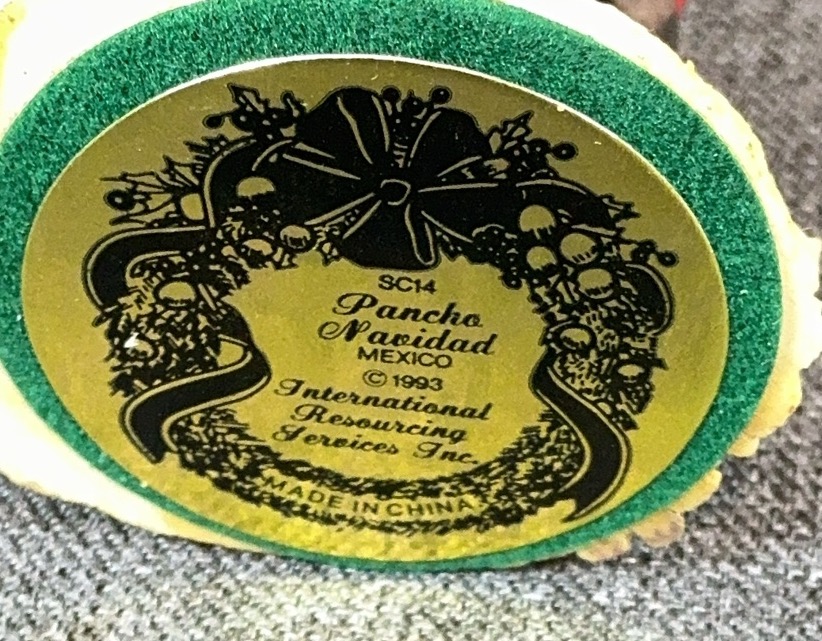 SC14
Pancho
Navidad
MEXICO
©1993
International
Resourcing
Services Inc.
MADE IN CHINA